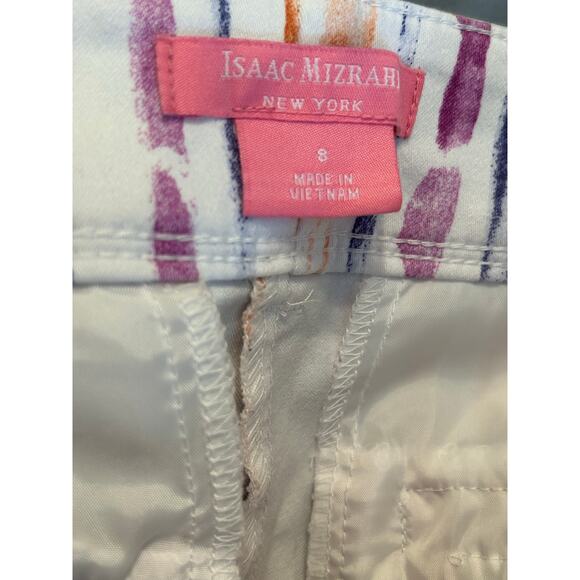 ISAAC MIZRAHI
NEW YORK
8
MADE IN
VIETNAM